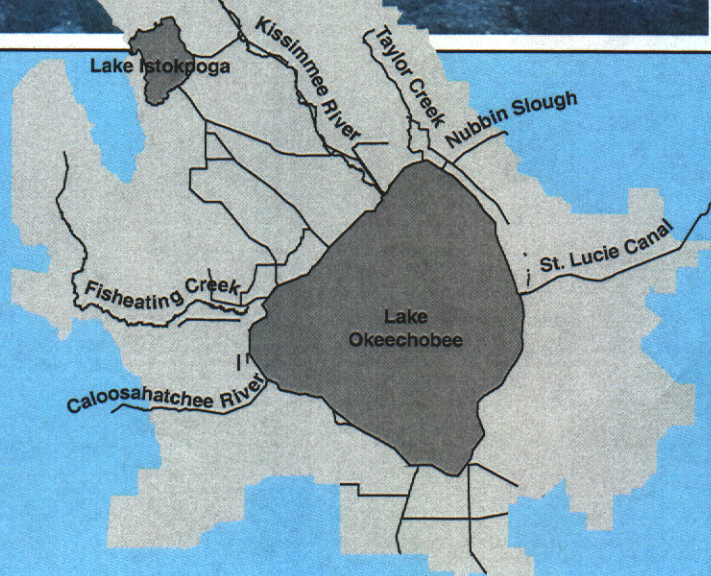 Lake Istokpoga
Kissimmee River
Taylor Creek
Nubbin Slough
St. Lucie Canal
Fisheating Creek
Lake
Okeechobee
Caloosahatchee River